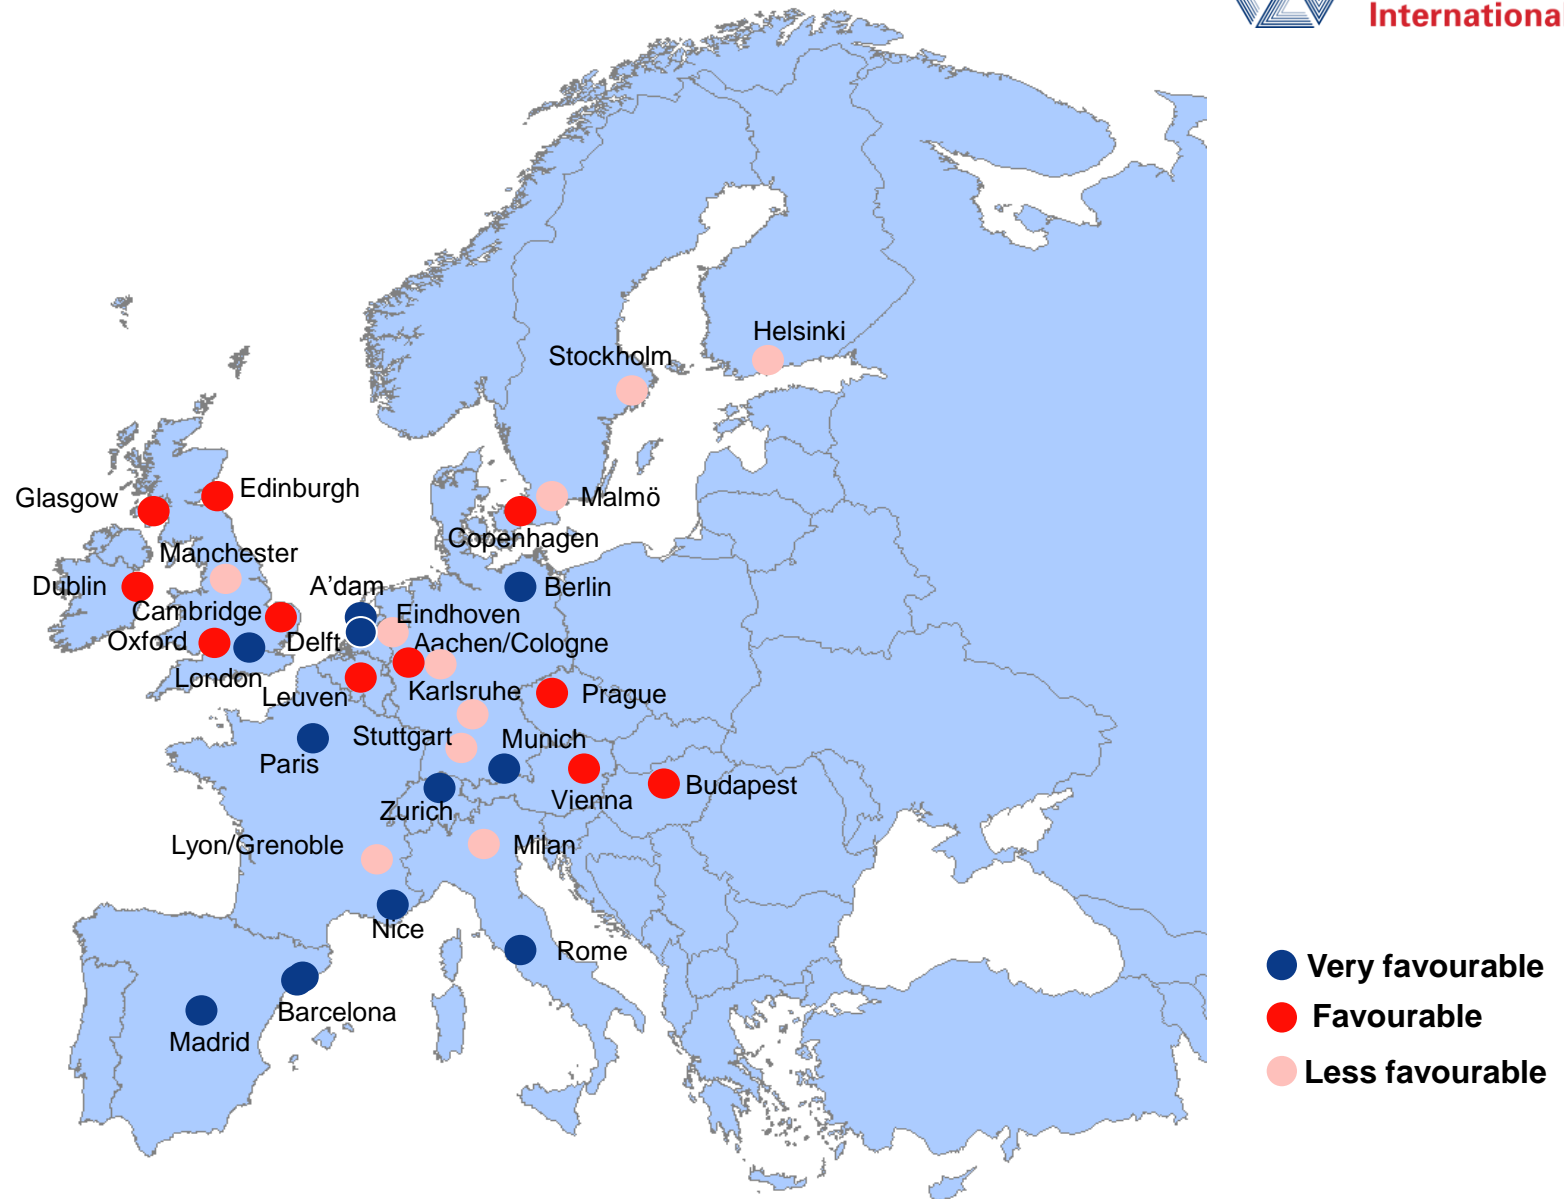 International
Helsinki
Stockholm
Glasgow
Edinburgh
Malmö
Copenhagen
Manchester
Dublin
A'dam
Berlin
Cambridge
Eindhoven
Oxford
Delft
Aachen/Cologne
London
Leuven
Karlsruhe
Prague
Stuttgart
Munich
Paris
Zurich
Vienna
Budapest
Lyon/Grenoble
Milan
Nice
Rome
Barcelona
Madrid
Very favourable
Favourable
Less favourable